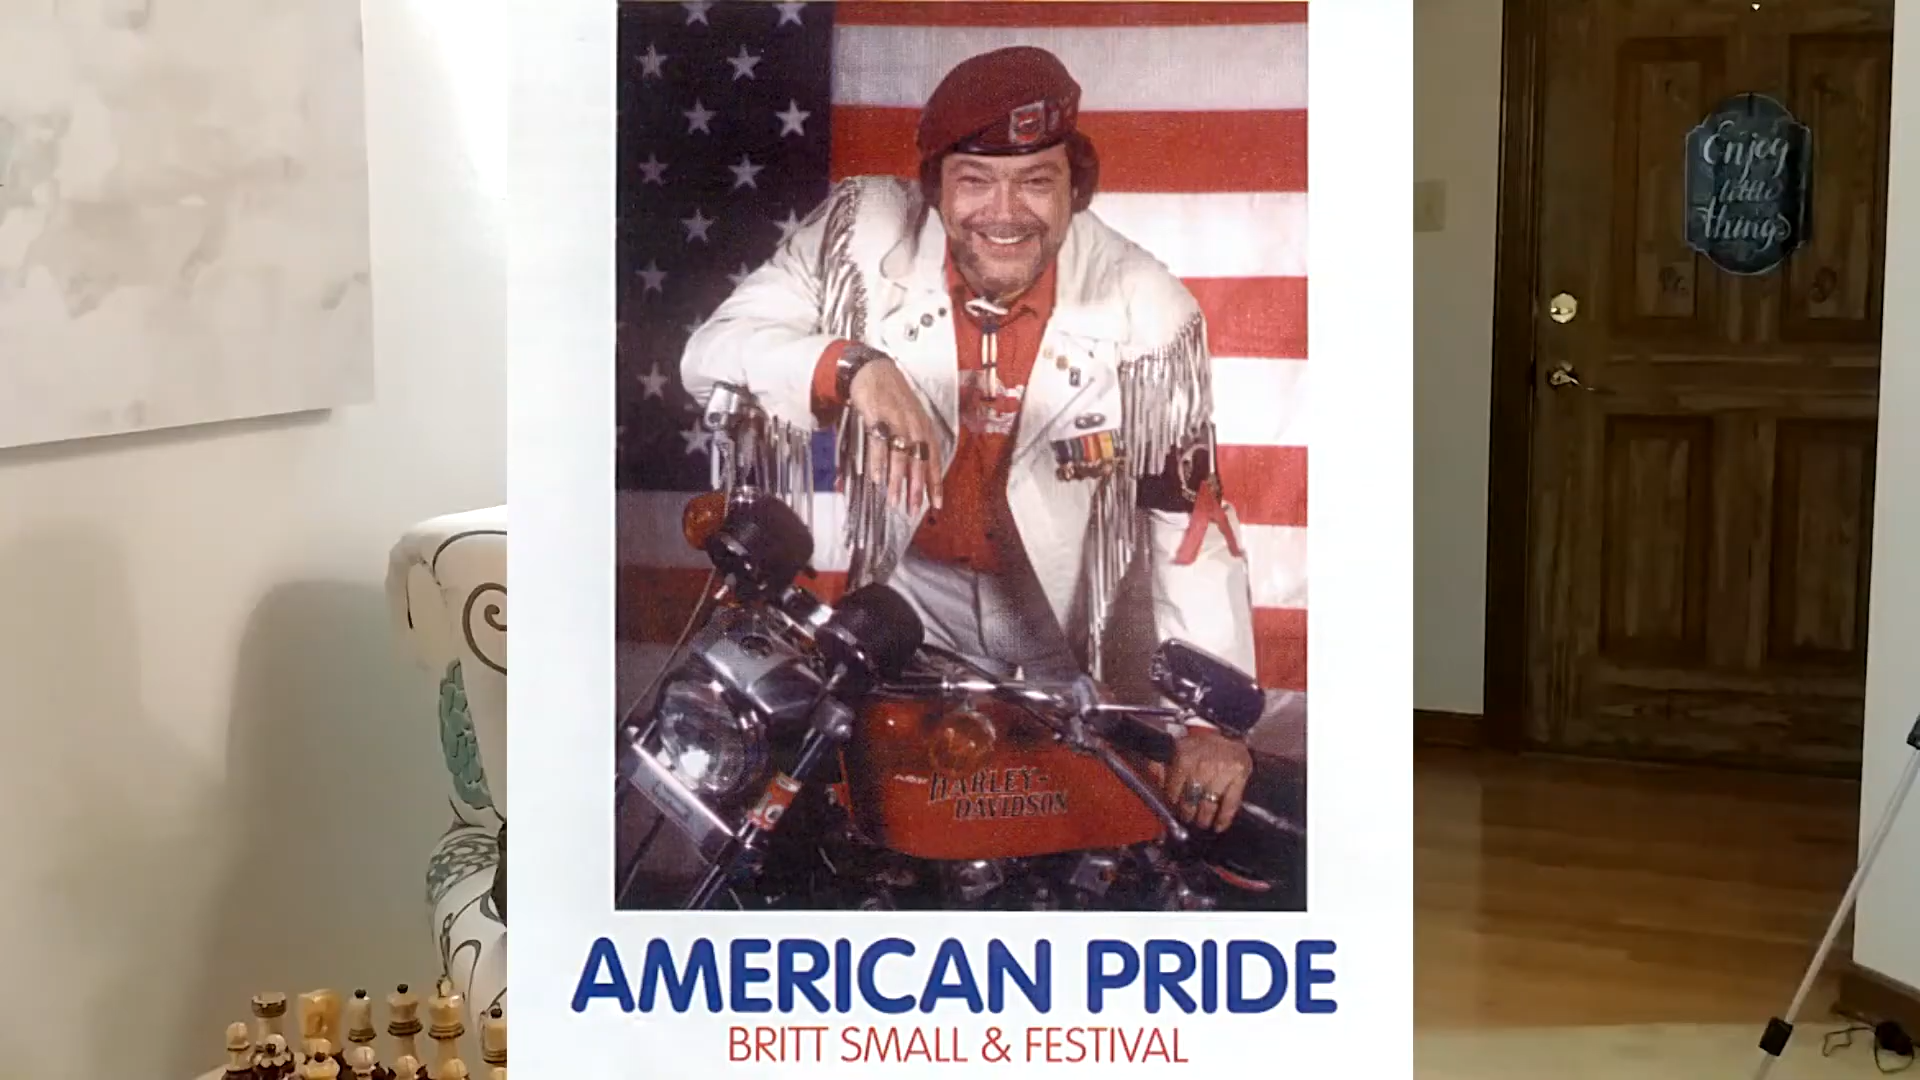 Enjoy
little
things
HARLEY-
DAVIDSON
AMERICAN PRIDE
BRITT SMALL & FESTIVAL